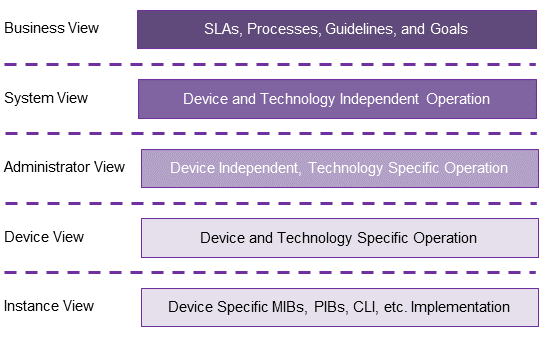 Business View SLAs, Processes, Guidelines, and Goals
System View Device and Technology Independent Operation
Administrator View Device Independent, Technology Specific Operation
Device View Device and Technology Specific Operation
Instance View Device Specific MIBs, PIBs, CLI, etc. Implementation